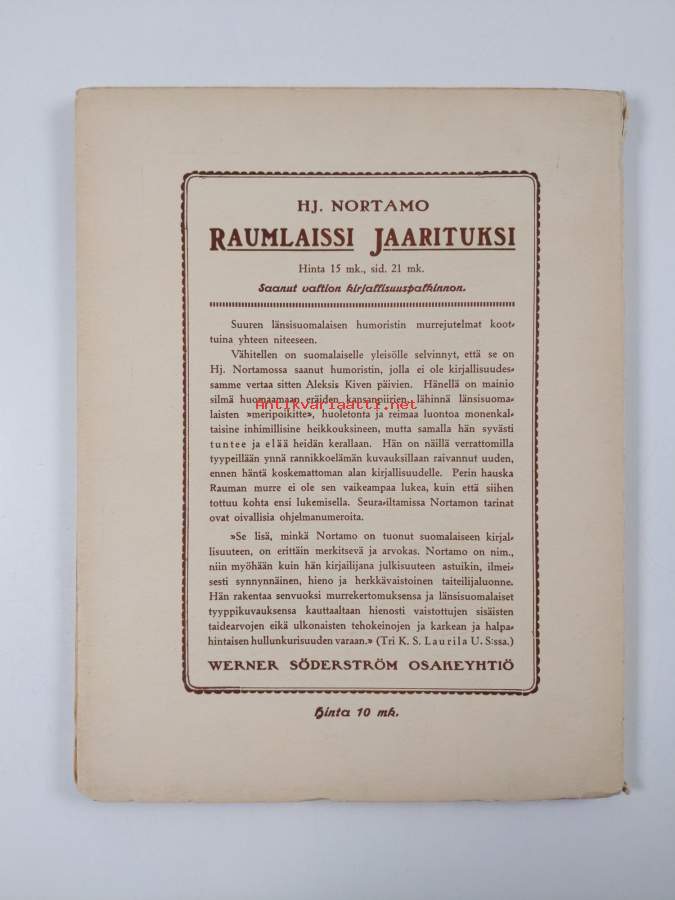 HJ. NORTAMO
RAUMLAISSI JAARITUKSI
Hinta 15 mk., sid. 21 mk.
Saanut valtion kirjallisuuspalkinnon.
Suuren länsisuomalaisen humoristin murrejutelmat koot-
tuina yhteen niteeseen.
Vähitellen on suomalaiselle yleisölle selvinnyt, että se on
Hj. Nortamossa saanut humoristin, jolla ei ole kirjallisuudes-
samme vertaa sitten Aleksis Kiven päivien. Hänellä on mainio
silmä huomaamaan eräiden kansanpiirien, lähinnä länsisuoma-
Antikvariaatti.net
laisten »meripoikitte», huoletonta ja reimaa luontoa monenkal-
taisine inhimillisine heikkouksineen, mutta samalla hän syvästi
tuntee ja elää heidän kerallaan. Hän on näillä verrattomilla
tyypeillään ynnä rannikkoelämän kuvauksillaan raivannut uuden,
ennen häntä koskemattoman alan kirjallisuudelle. Perin hauska
Rauman murre ei ole sen vaikeampaa lukea, kuin että siihen
tottuu kohta ensi lukemisella. Seura-iltamissa Nortamon tarinat
ovat oivallisia ohjelmanumeroita.
»Se lisä, minkä Nortamo on tuonut suomalaiseen kirjal-
lisuuteen, on erittäin merkitsevä ja arvokas. Nortamo on nim.,
niin myöhään kuin hän kirjailijana julkisuuteen astuikin, ilmei-
sesti synnynnäinen, hieno ja herkkävaistoinen taiteilijaluonne.
Hän rakentaa senvuoksi murrekertomuksensa ja länsisuomalaiset
tyyppikuvauksensa kauttaaltaan hienosti vaistottujen sisäisten
taidearvojen eikä ulkonaisten tehokeinojen ja karkean ja halpa-
hintaisen hullunkurisuuden varaan.» (Tri K. S. Laurila U. S:ssa.)
WERNER SÖDERSTRÖM OSAKEYHTIÖ
Hinta 10 mk.